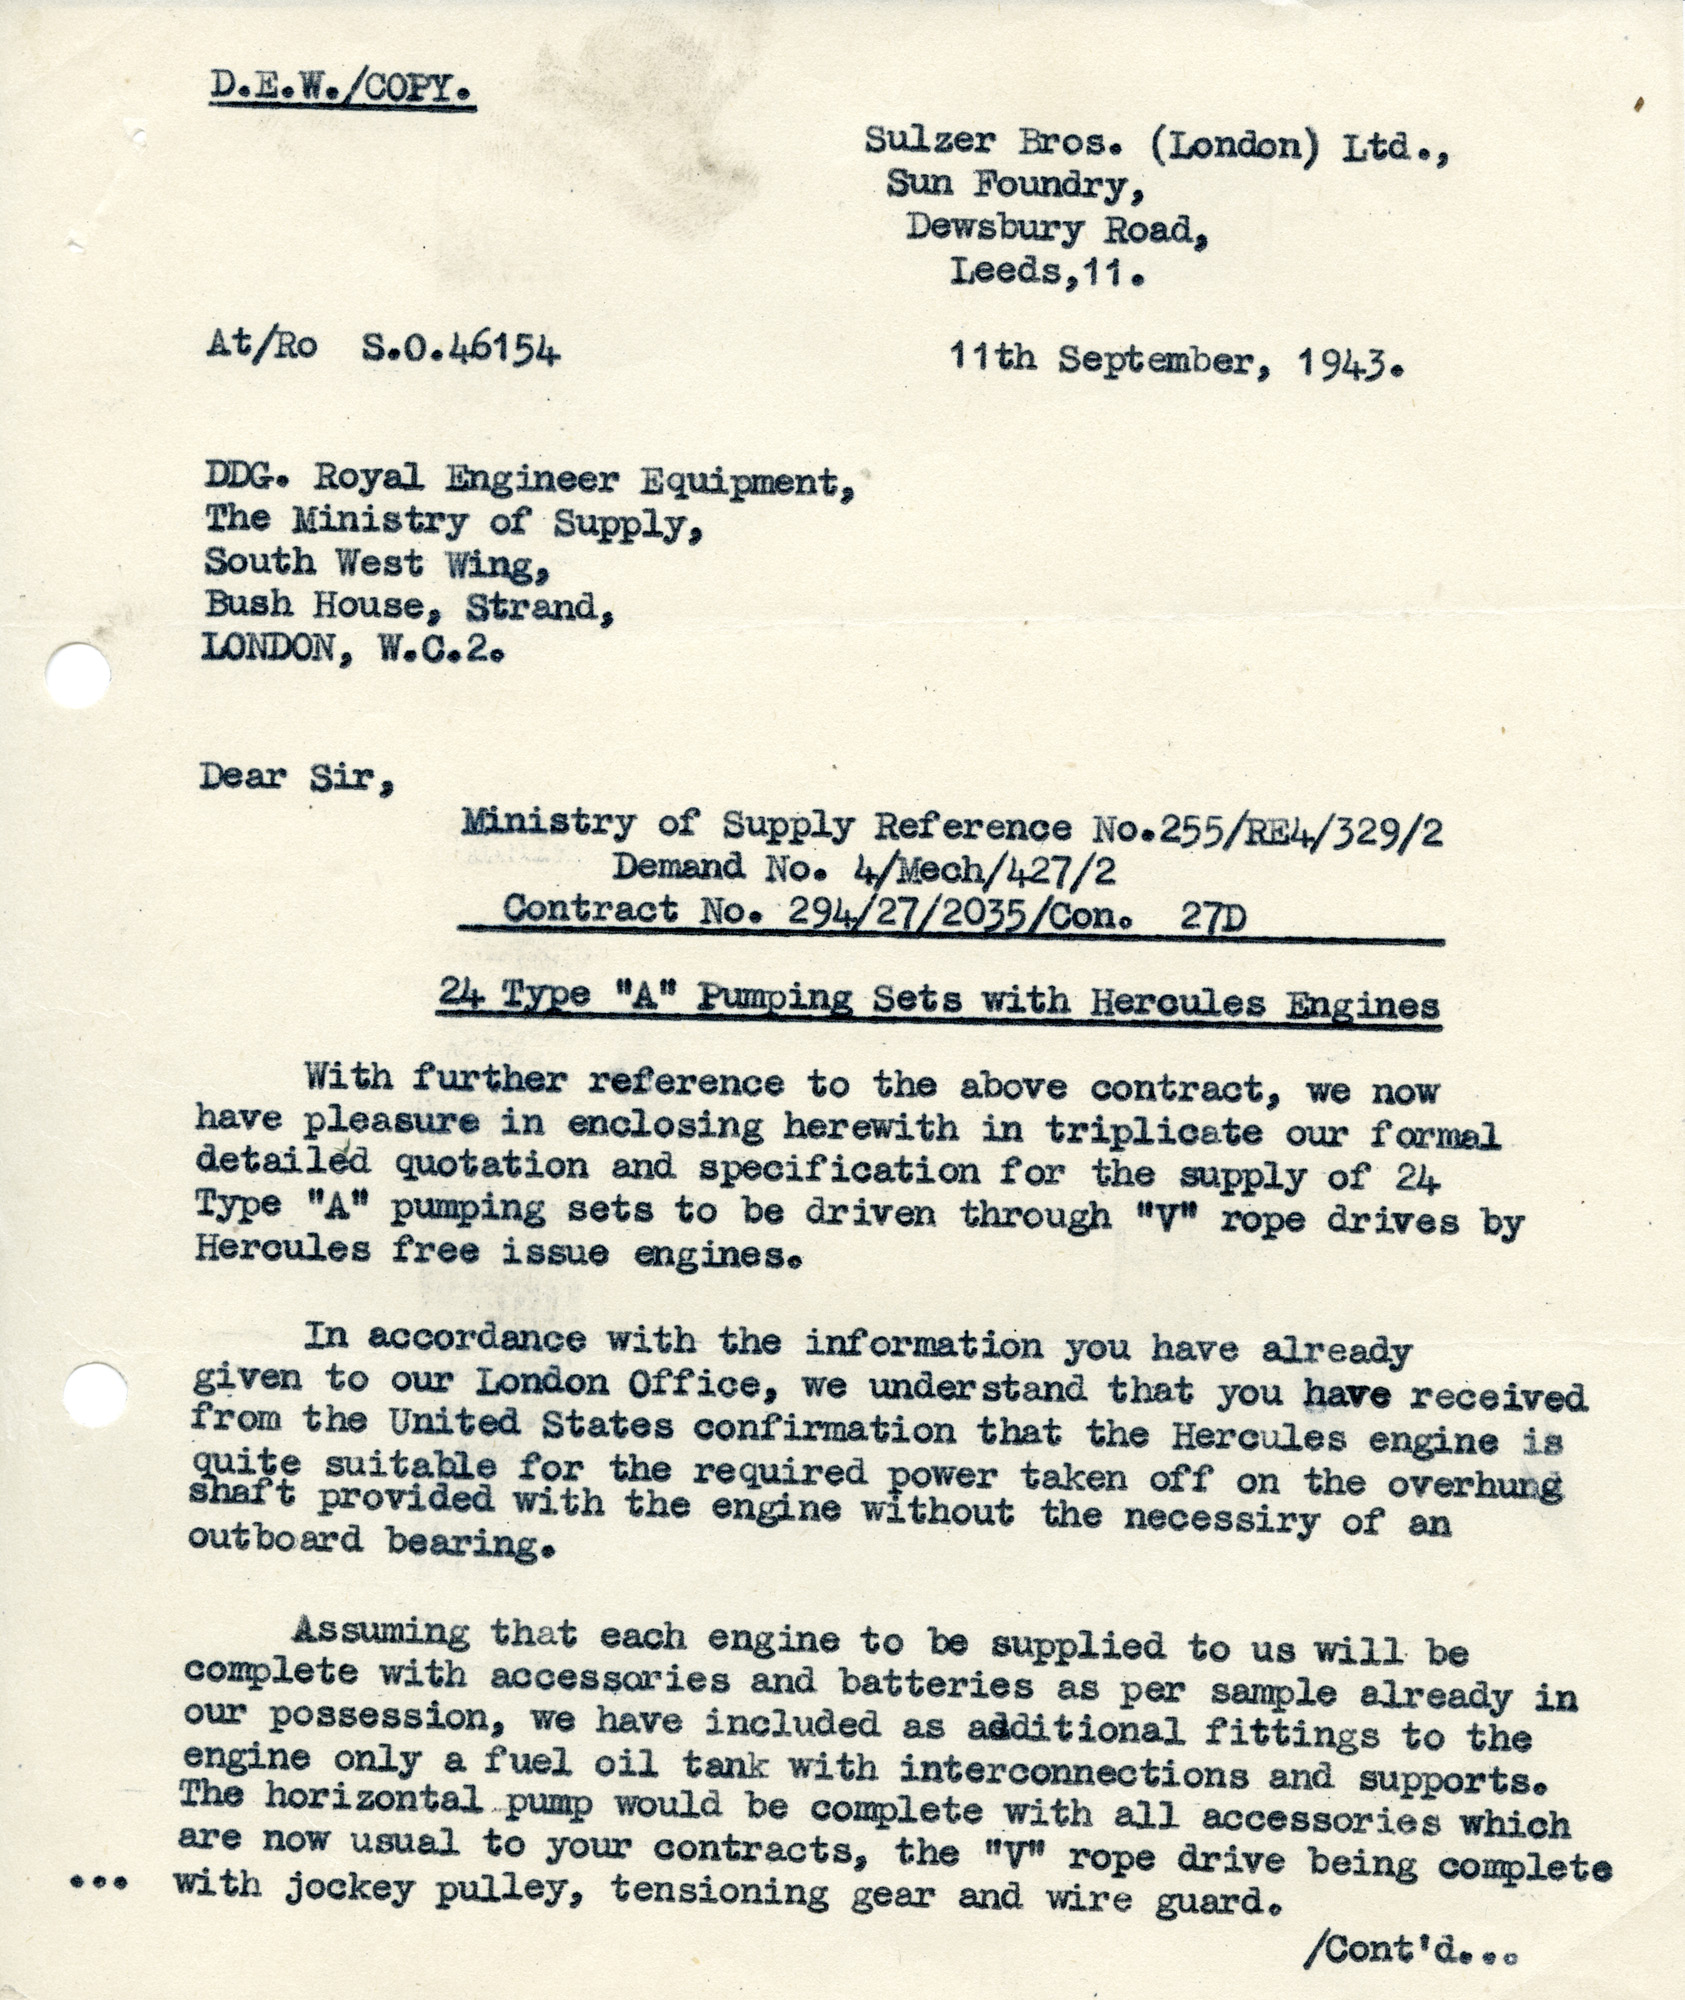 D.E.W./COPY.
Sulzer Bros. (London) Ltd.,
Sun Foundry,
Dewsbury Road,
Leeds,11.
At/Ro S.O.46154
11th September, 1943.
DDG. Royal Engineer Equipment,
The Ministry of Supply,
South West Wing,
Bush House, Strand,
LONDON, W.C.2.
Dear Sir,
Ministry of Supply Reference No.255/RE4/329/2
Demand No. 4/Mech/427/2
Contract No. 294/27/2035/Con. 27D
24 Type "A" Pumping Sets with Hercules Engines
With further reference to the above contract, we now
have pleasure in enclosing herewith in triplicate our formal
detailed quotation and specification for the supply of 24
Type "A" pumping sets to be driven through "V" rope drives by
Hercules free issue engines.
In accordance with the information you have already
given to our London Office, we understand that you have received
from the United States confirmation that the Hercules engine is
quite suitable for the required power taken off on the overhung
shaft provided with the engine without the necessiry of an
outboard bearing.
Assuming that each engine to be supplied to us will be
complete with accessories and batteries as per sample already in
our possession, we have included as additional fittings to the
engine only a fuel oil tank with interconnections and supports.
The horizontal pump would be complete with all accessories which
are now usual to your contracts, the "V" rope drive being complete
... with jockey pulley, tensioning gear and wire guard.
/Cont'd...